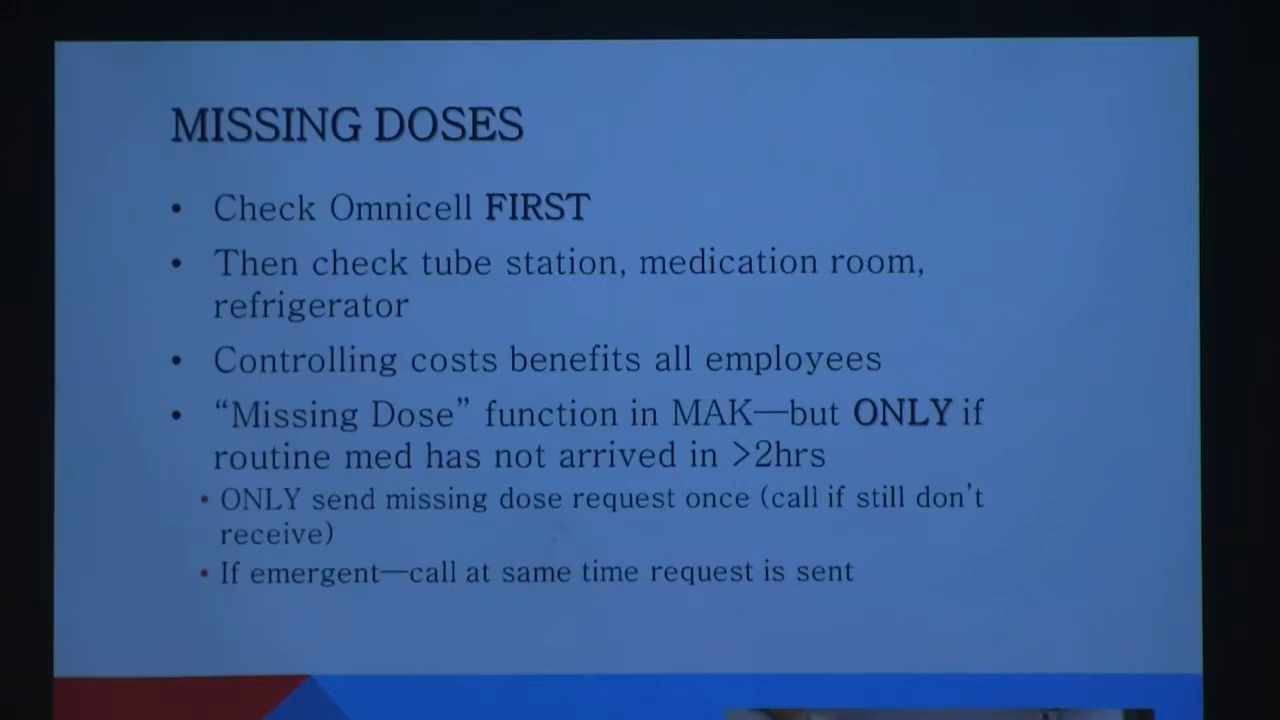 MISSING DOSES
• Check Omnicell FIRST
• Then check tube station, medication room,
refrigerator
• Controlling costs benefits all employees
• “Missing Dose” function in MAK—but ONLY if
routine med has not arrived in >2hrs
• ONLY send missing dose request once (call if still don’t
receive)
• If emergent—call at same time request is sent